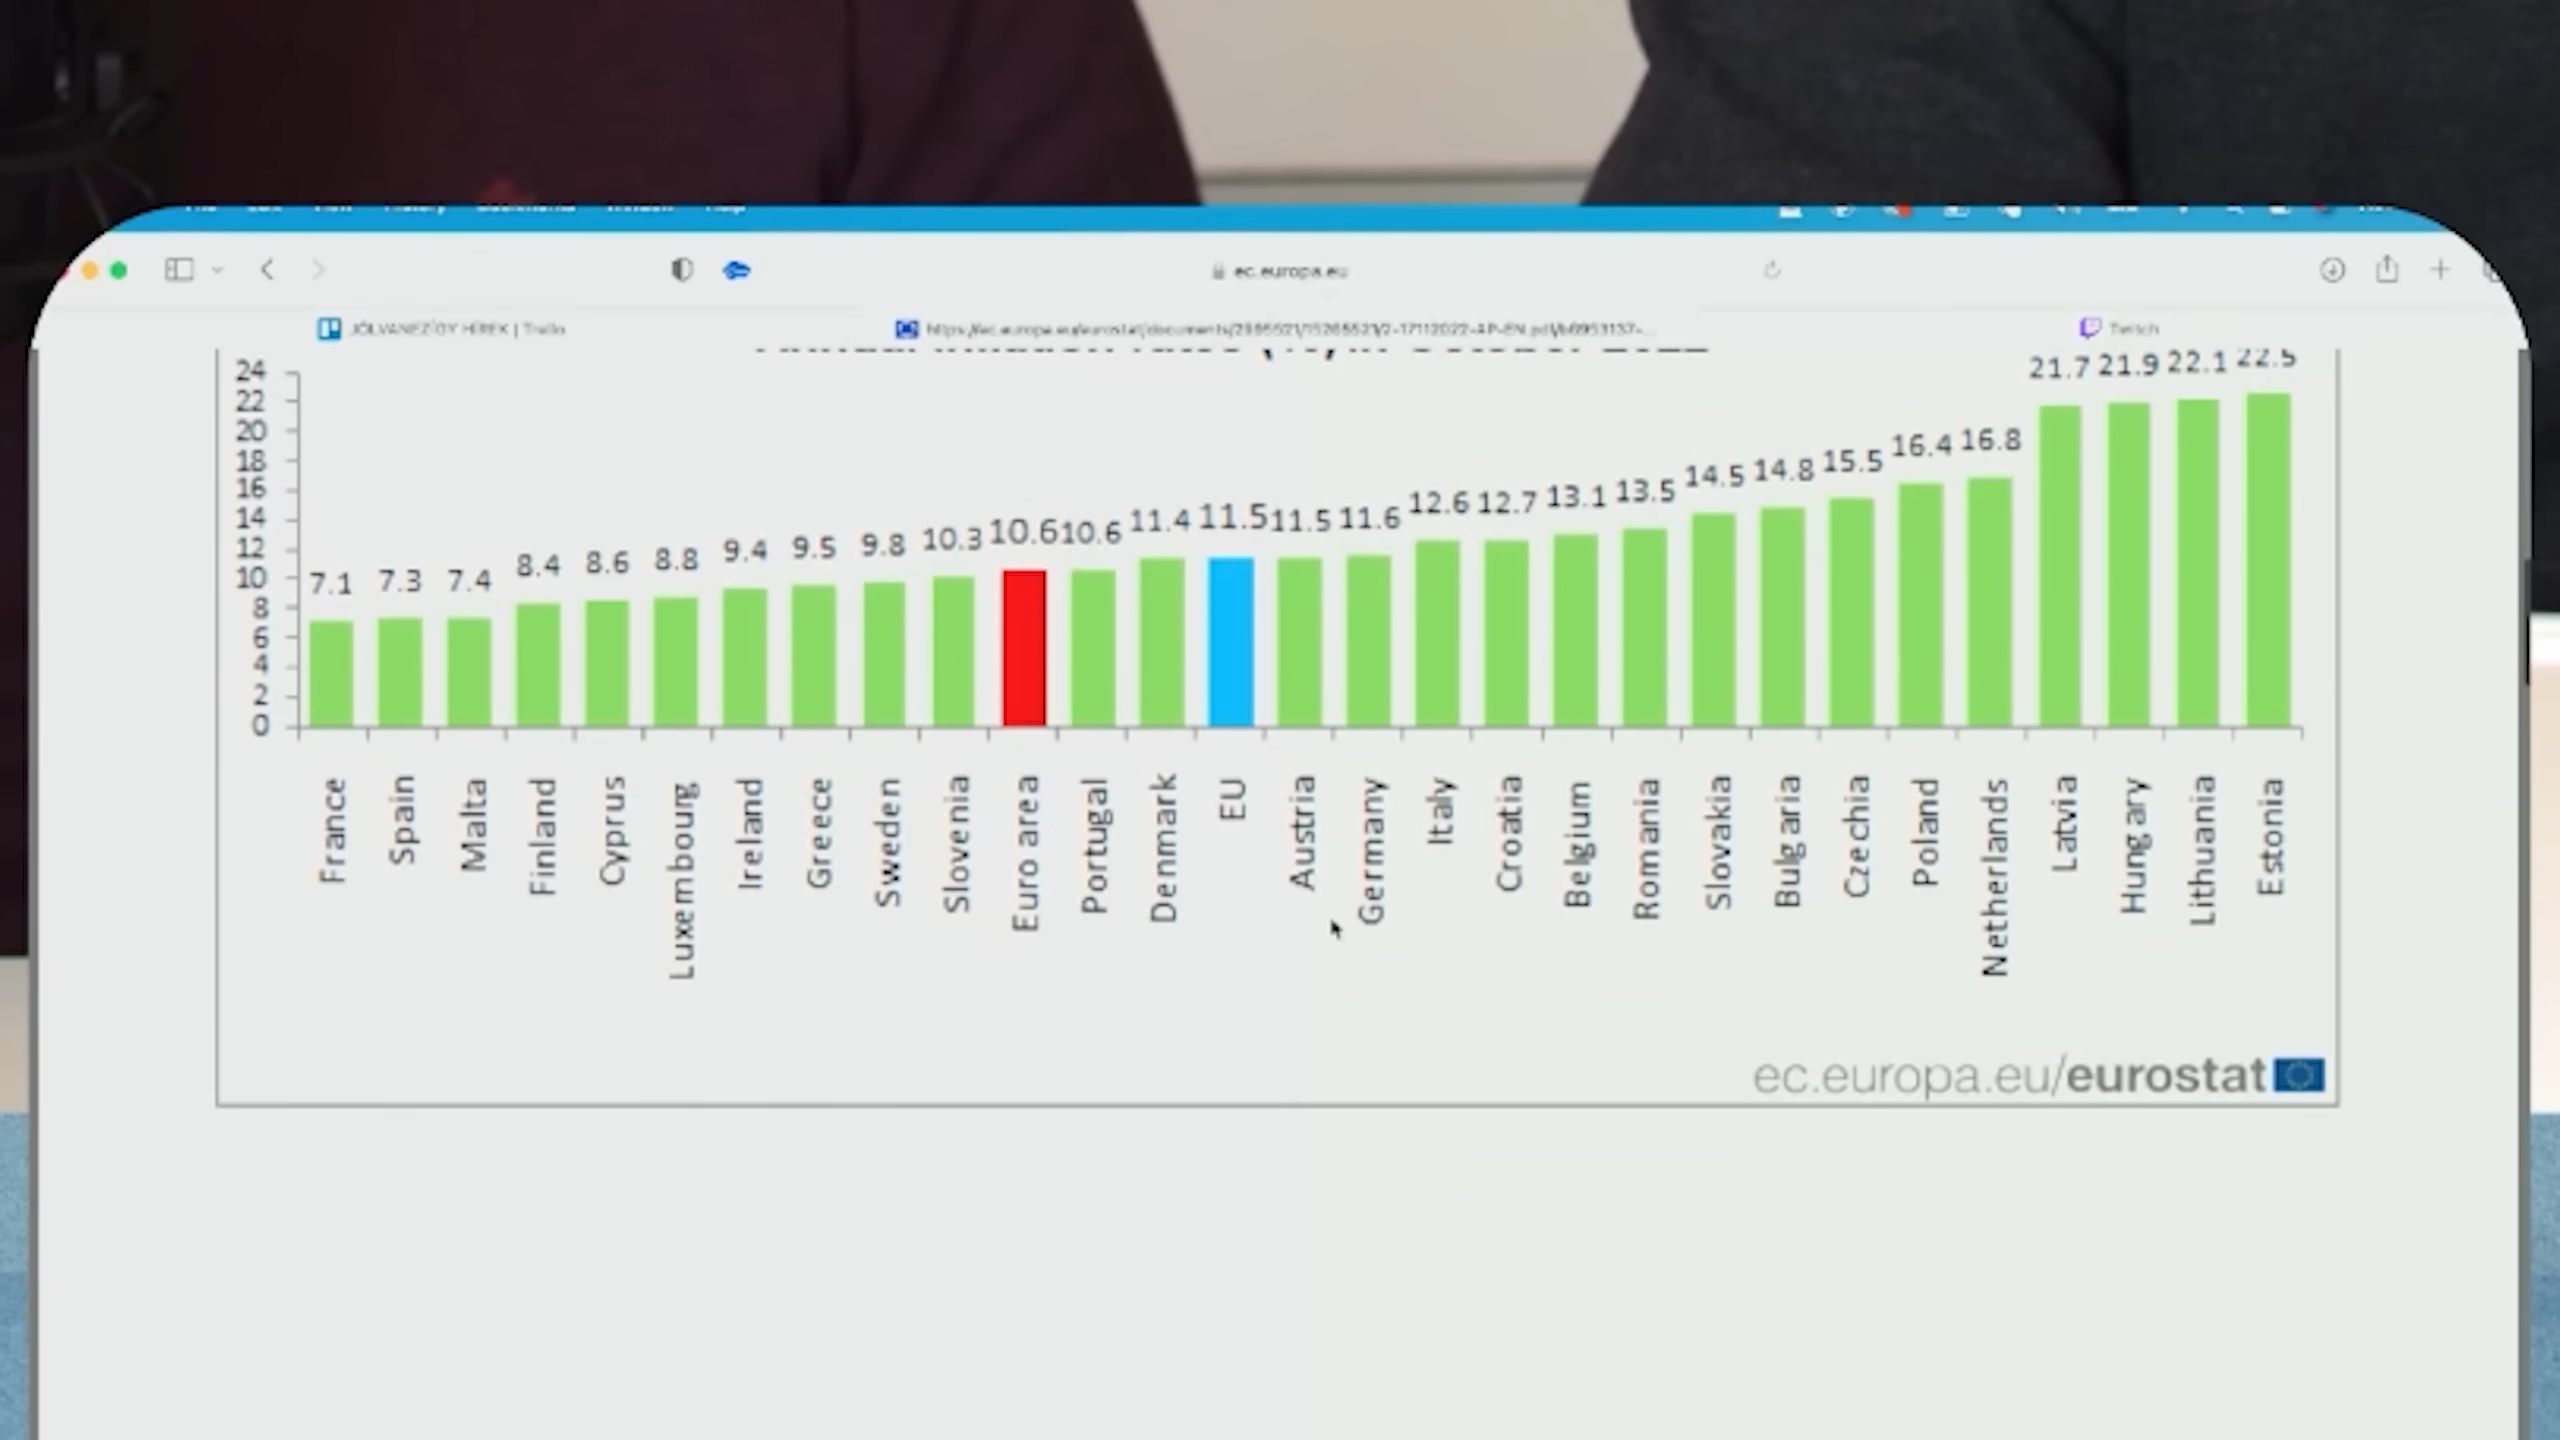 ec.europa.eu
JÓLVANEZÍGY HÍREK | Trello
Twitch
24
22
20
18
16
14
12
10
8
6
4
2
0
7.1 7.3 7.4 8.4 8.6 8.8 9.4 9.5 9.8 10.3 10.6 10.6 11.4 11.5 11.5 11.6 12.6 12.7 13.1 13.5 14.5 14.8 15.5 16.4 16.8 21.7 21.9 22.1 22.5
France
Spain
Malta
Finland
Cyprus
Luxembourg
Ireland
Greece
Sweden
Slovenia
Euro area
Portugal
Denmark
EU
Austria
Germany
Italy
Croatia
Belgium
Romania
Slovakia
Bulgaria
Czechia
Poland
Netherlands
Latvia
Hungary
Lithuania
Estonia
ec.europa.eu/eurostat